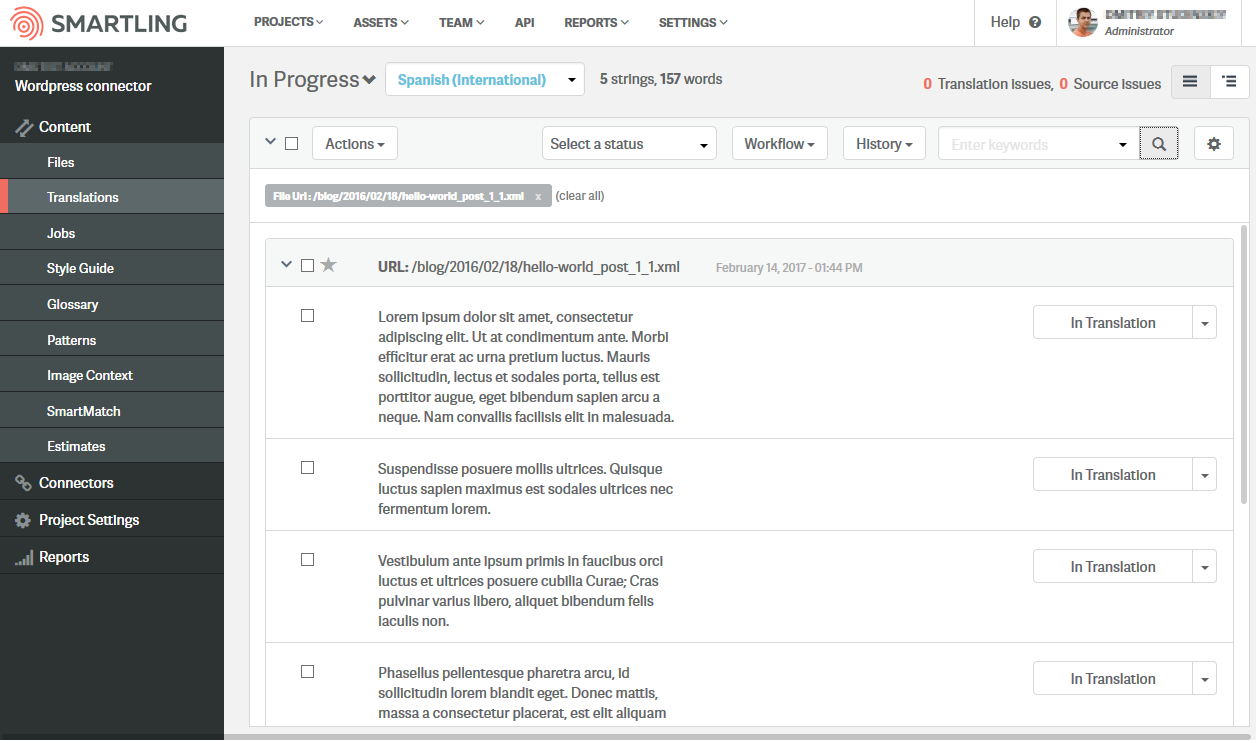 SMARTLING
PROJECTS
ASSETS
TEAM
API
REPORTS
SETTINGS
Help
Administrator
Wordpress connector
Content
Files
Translations
Jobs
Style Guide
Glossary
Patterns
Image Context
SmartMatch
Estimates
Connectors
Project Settings
Reports
In Progress
Spanish (International)
5 strings, 157 words
0 Translation Issues, 0 Source Issues
Actions
Select a status
Workflow
History
Enter keywords
File Uri : /blog/2016/02/18/hello-world_post_1_1.xml x (clear all)
URL: /blog/2016/02/18/hello-world_post_1_1.xml
February 14, 2017 - 01:44 PM
Lorem ipsum dolor sit amet, consectetur
adipiscing elit. Ut at condimentum ante. Morbi
efficitur erat ac urna pretium luctus. Mauris
sollicitudin, lectus et sodales porta, tellus est
porttitor augue, eget bibendum sapien arcu a
neque. Nam convallis facilisis elit in malesuada.
In Translation
Suspendisse posuere mollis ultrices. Quisque
luctus sapien maximus est sodales ultrices nec
fermentum lorem.
In Translation
Vestibulum ante ipsum primis in faucibus orci
luctus et ultrices posuere cubilia Curae; Cras
pulvinar varius libero, aliquet bibendum felis
iaculis non.
In Translation
Phasellus pellentesque pharetra arcu, id
sollicitudin lorem blandit eget. Donec mattis,
massa a consectetur placerat, est elit aliquam
In Translation